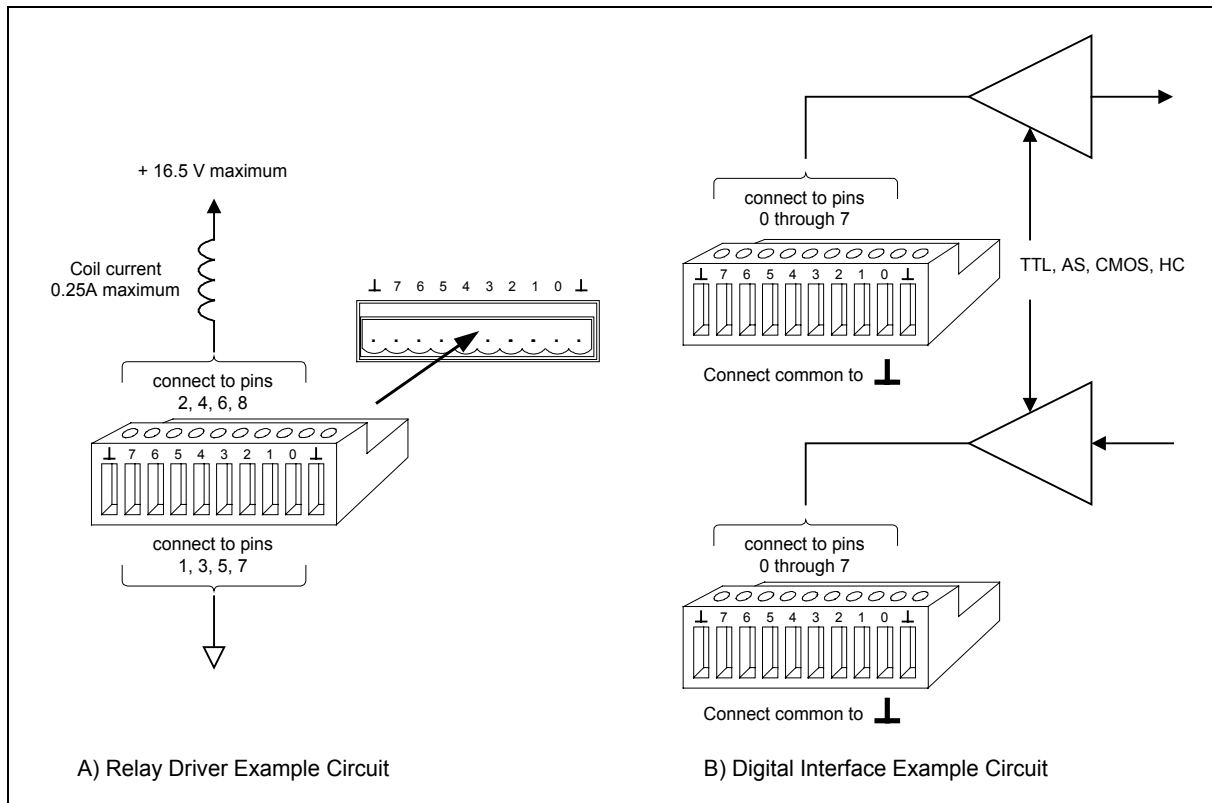 + 16.5 V maximum
Coil current
0.25A maximum
connect to pins
2, 4, 6, 8
⊥ 7 6 5 4 3 2 1 0 ⊥
connect to pins
1, 3, 5, 7
⊥ 7 6 5 4 3 2 1 0 ⊥
A) Relay Driver Example Circuit
connect to pins
0 through 7
⊥ 7 6 5 4 3 2 1 0 ⊥
Connect common to ⊥
TTL, AS, CMOS, HC
connect to pins
0 through 7
⊥ 7 6 5 4 3 2 1 0 ⊥
Connect common to ⊥
B) Digital Interface Example Circuit